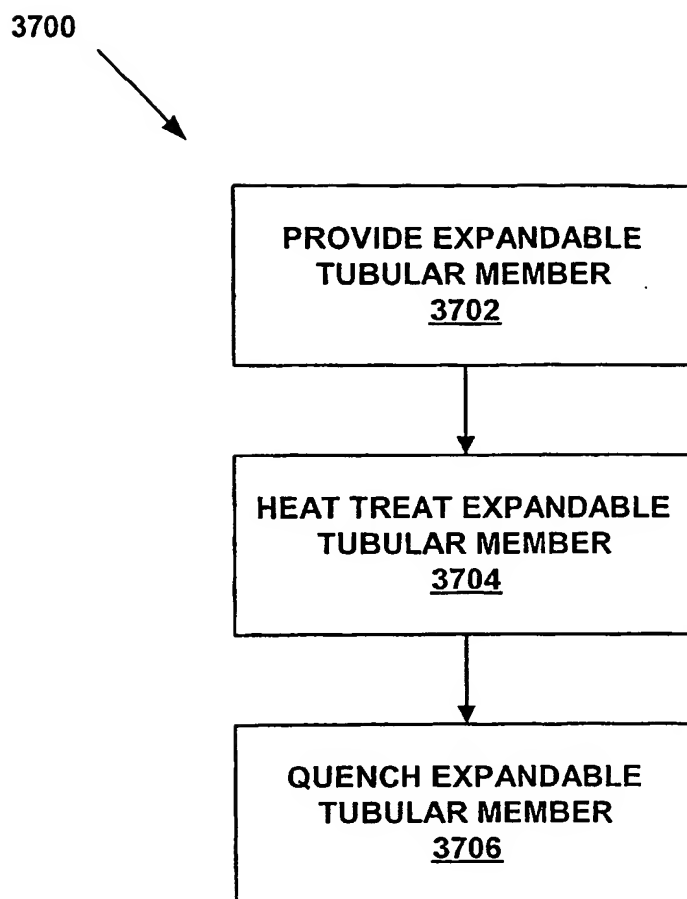 3700
PROVIDE EXPANDABLE
TUBULAR MEMBER
3702
HEAT TREAT EXPANDABLE
TUBULAR MEMBER
3704
QUENCH EXPANDABLE
TUBULAR MEMBER
3706